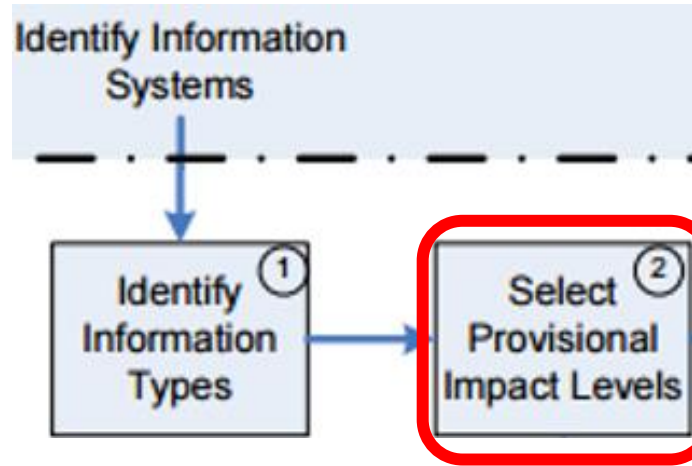 Identify Information
Systems
1
Identify
Information
Types
2
Select
Provisional
Impact Levels